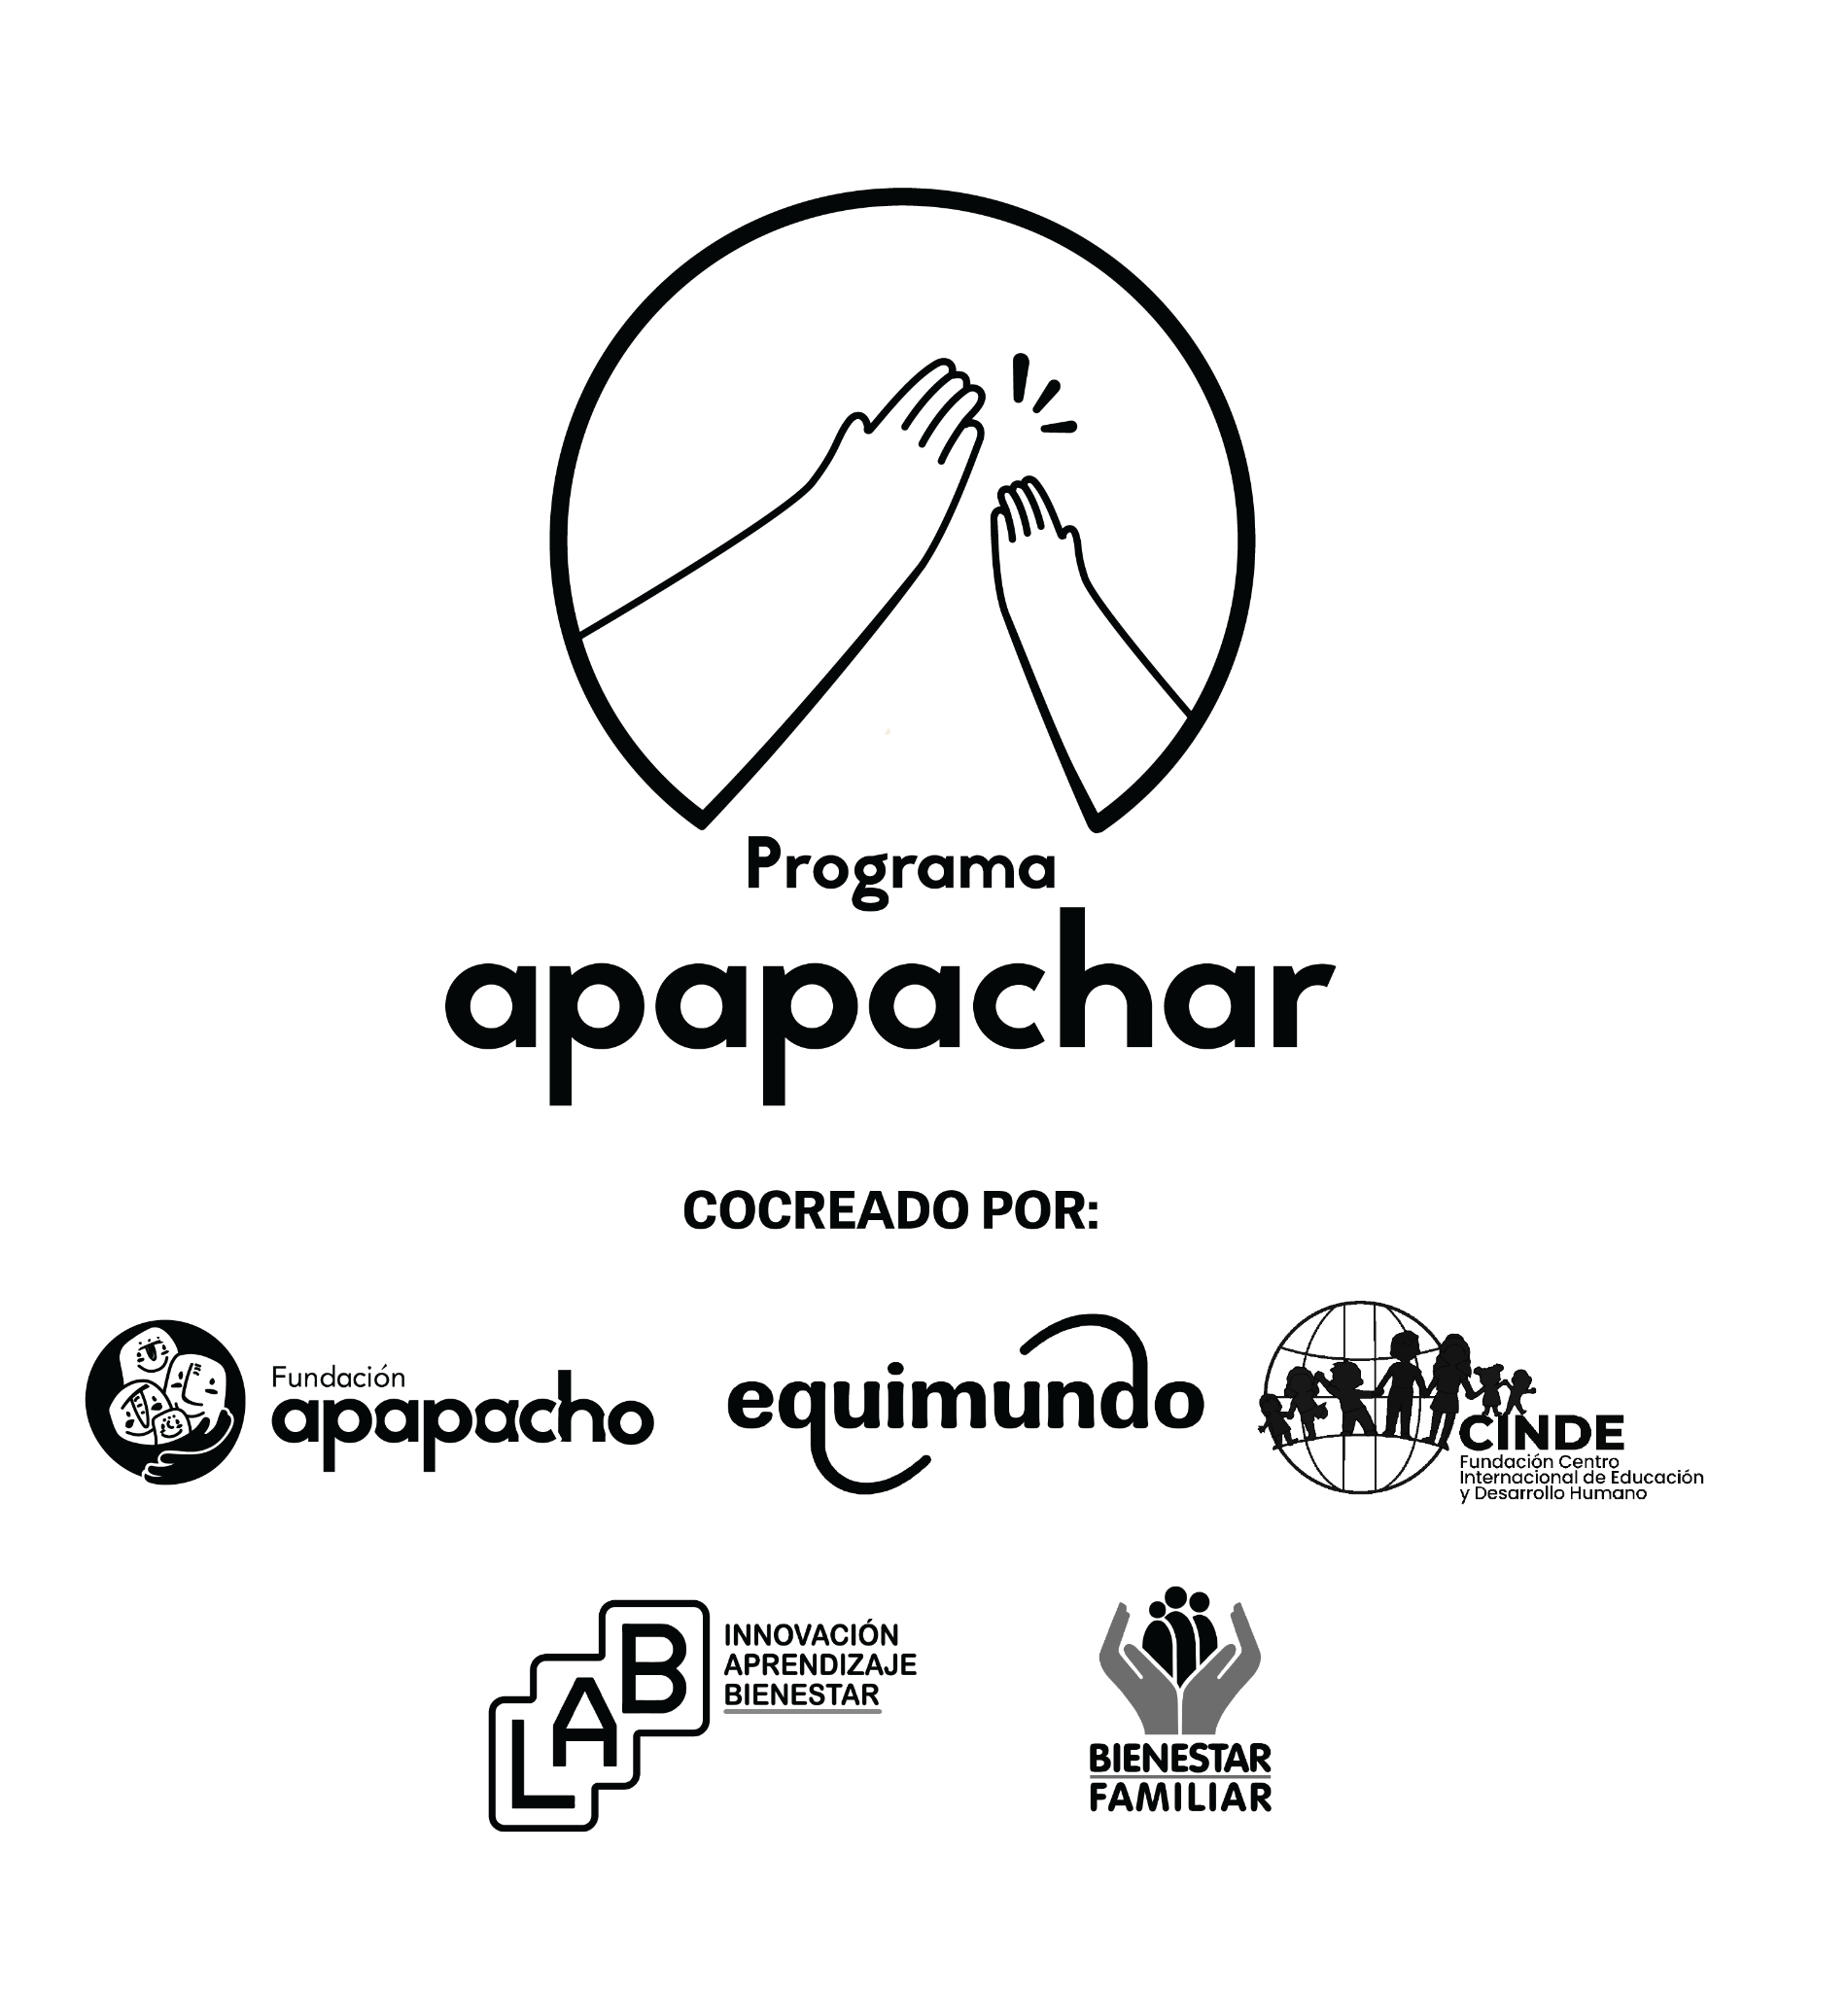 Programa
apapachar
COCREADO POR:
Fundación
apapacho
equimundo
CINDE
Fundación Centro
Internacional de Educación
y Desarrollo Humano
LAB
INNOVACIÓN
APRENDIZAJE
BIENESTAR
BIENESTAR
FAMILIAR